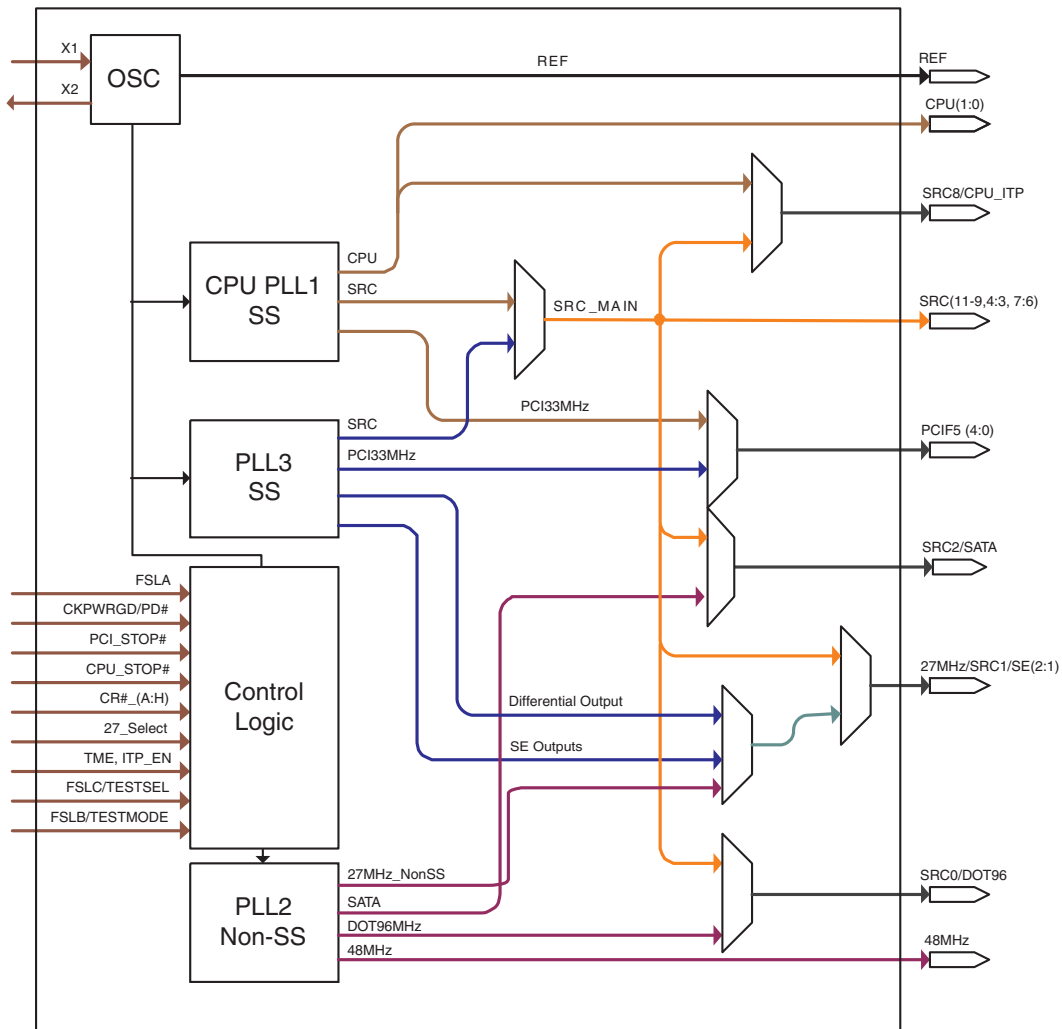 X1
X2
OSC
REF
REF
CPU(1:0)
SRC8/CPU_ITP
CPU PLL1
SS
CPU
SRC
SRC_MAIN
SRC(11-9,4:3, 7:6)
PCI33MHz
PCIF5 (4:0)
PLL3
SS
SRC
PCI33MHz
SRC2/SATA
FSLA
CKPWRGD/PD#
PCI_STOP#
CPU_STOP#
CR#_(A:H)
27_Select
TME, ITP_EN
FSLC/TESTSEL
FSLB/TESTMODE
Control
Logic
Differential Output
SE Outputs
27MHz/SRC1/SE(2:1)
PLL2
Non-SS
27MHz_NonSS
SATA
DOT96MHz
48MHz
SRC0/DOT96
48MHz